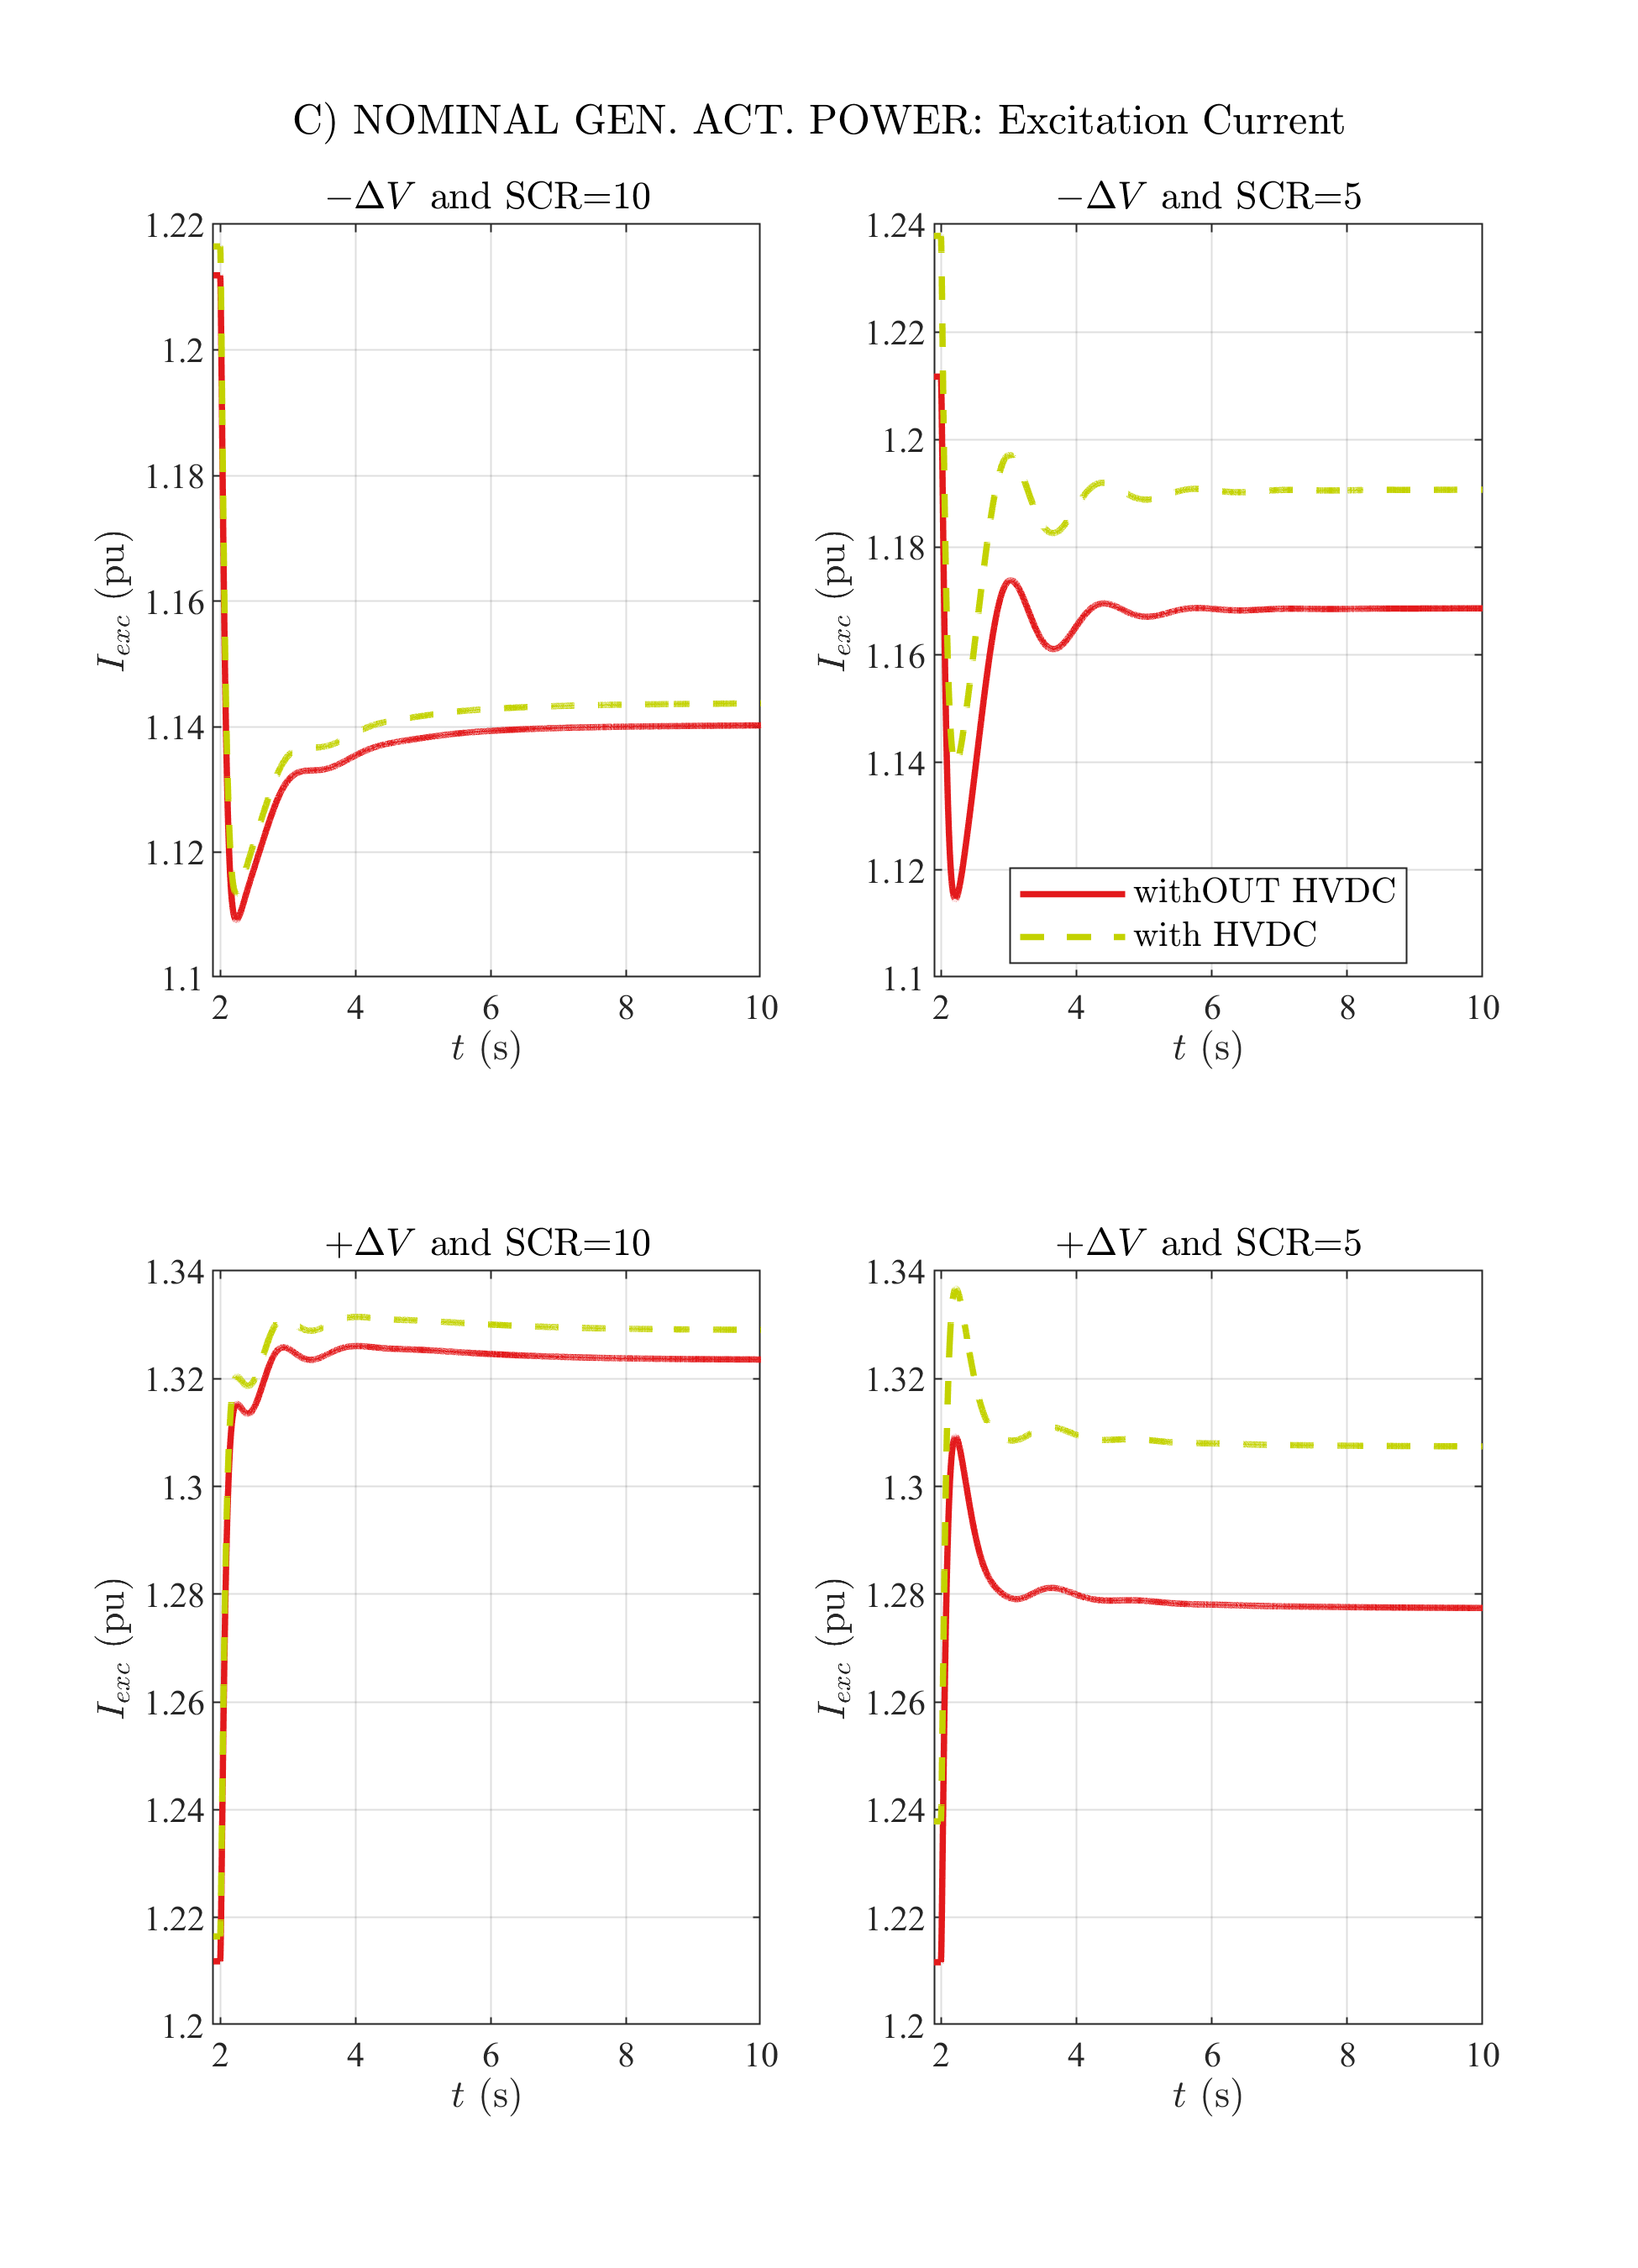 C) NOMINAL GEN. ACT. POWER: Excitation Current
−ΔV and SCR=10
1.22
1.2
1.18
1.16
1.14
1.12
1.1
I_exc (pu)
2 4 6 8 10
t (s)
−ΔV and SCR=5
1.24
1.22
1.2
1.18
1.16
1.14
1.12
1.1
I_exc (pu)
withOUT HVDC
with HVDC
2 4 6 8 10
t (s)
+ΔV and SCR=10
1.34
1.32
1.3
1.28
1.26
1.24
1.22
1.2
I_exc (pu)
2 4 6 8 10
t (s)
+ΔV and SCR=5
1.34
1.32
1.3
1.28
1.26
1.24
1.22
1.2
I_exc (pu)
2 4 6 8 10
t (s)